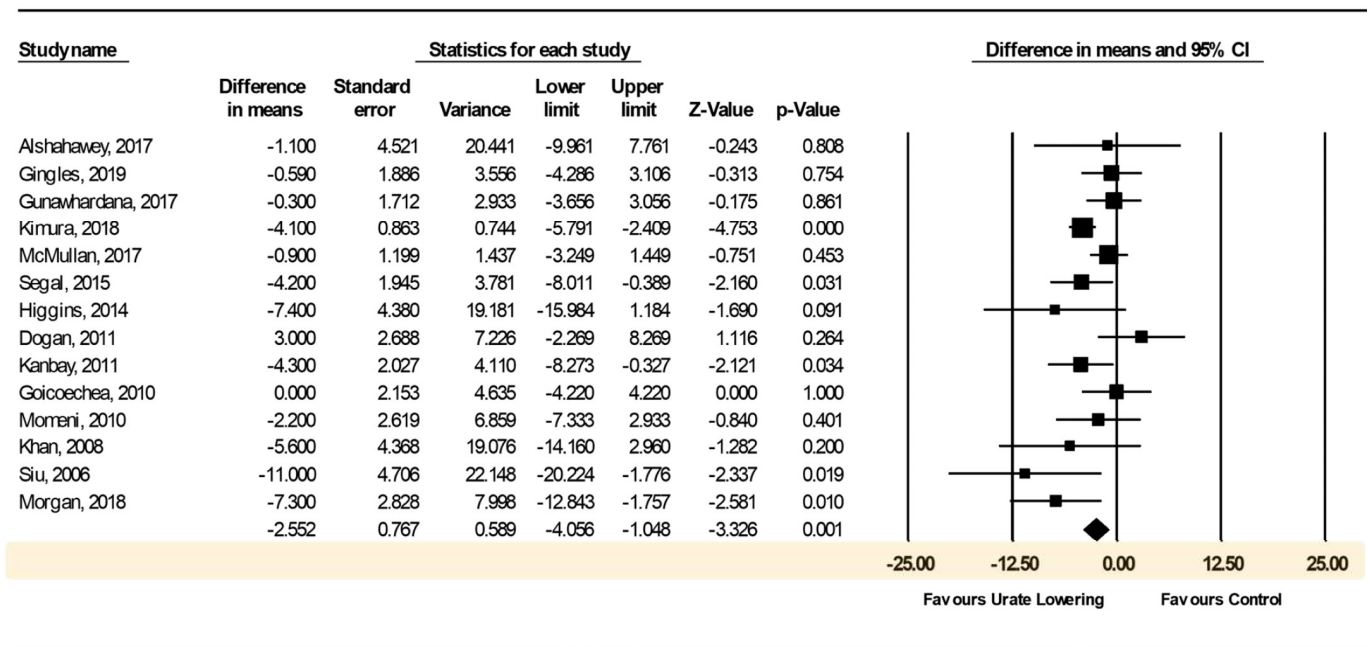 Studyname Statistics for each study Difference in means and 95% CI
Difference Standard Lower Upper
in means error Variance limit limit Z-Value p-Value
Alshahawey, 2017 -1.100 4.521 20.441 -9.961 7.761 -0.243 0.808
Gingles, 2019 -0.590 1.886 3.556 -4.286 3.106 -0.313 0.754
Gunawhardana, 2017 -0.300 1.712 2.933 -3.656 3.056 -0.175 0.861
Kimura, 2018 -4.100 0.863 0.744 -5.791 -2.409 -4.753 0.000
McMullan, 2017 -0.900 1.199 1.437 -3.249 1.449 -0.751 0.453
Segal, 2015 -4.200 1.945 3.781 -8.011 -0.389 -2.160 0.031
Higgins, 2014 -7.400 4.380 19.181 -15.984 1.184 -1.690 0.091
Dogan, 2011 3.000 2.688 7.226 -2.269 8.269 1.116 0.264
Kanbay, 2011 -4.300 2.027 4.110 -8.273 -0.327 -2.121 0.034
Goicoechea, 2010 0.000 2.153 4.635 -4.220 4.220 0.000 1.000
Momeni, 2010 -2.200 2.619 6.859 -7.333 2.933 -0.840 0.401
Khan, 2008 -5.600 4.368 19.076 -14.160 2.960 -1.282 0.200
Siu, 2006 -11.000 4.706 22.148 -20.224 -1.776 -2.337 0.019
Morgan, 2018 -7.300 2.828 7.998 -12.843 -1.757 -2.581 0.010
-2.552 0.767 0.589 -4.056 -1.048 -3.326 0.001
-25.00 -12.50 0.00 12.50 25.00
Favours Urate Lowering Favours Control